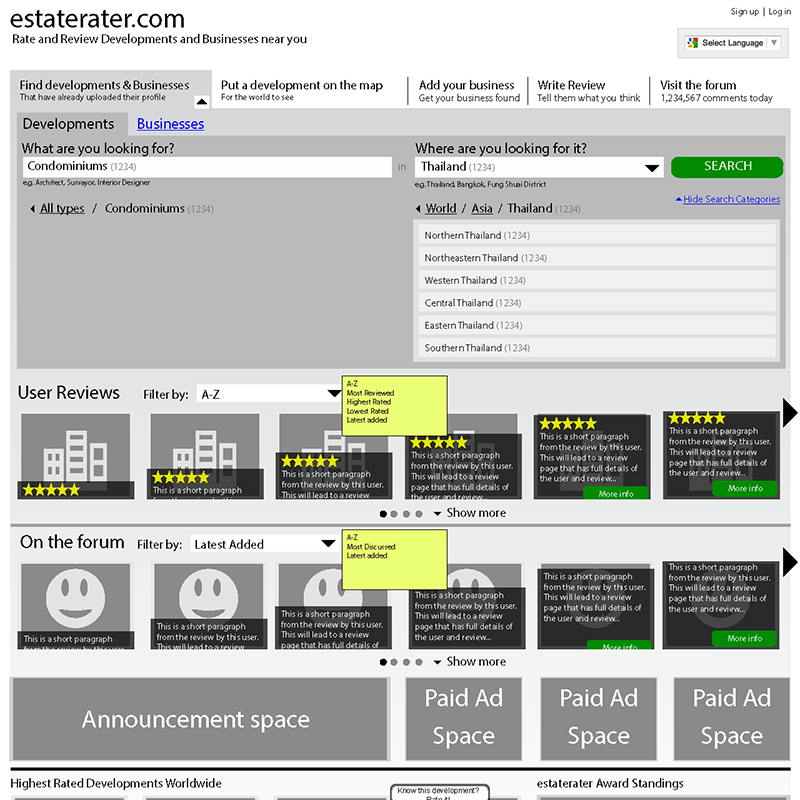 estaterater.com
Rate and Review Developments and Businesses near you
Sign up | Log in
Select Language
Find developments & Businesses
That have already uploaded their profile
Put a development on the map
For the world to see
Add your business
Get your business found
Write Review
Tell them what you think
Visit the forum
1,234,567 comments today
Developments
Businesses
What are you looking for?
Condominiums (1234)
e.g. Architect, Survayor, Interior Designer
in
Where are you looking for it?
Thailand (1234)
e.g. Thailand, Bangkok, Fung Shuai District
SEARCH
Hide Search Categories
All types / Condominiums (1234)
World / Asia / Thailand (1234)
Northern Thailand (1234)
Northeastern Thailand (1234)
Western Thailand (1234)
Central Thailand (1234)
Eastern Thailand (1234)
Southern Thailand (1234)
User Reviews
Filter by:
A-Z
A-Z
Most Reviewed
Highest Rated
Lowest Rated
Latest added
This is a short paragraph
from the review by this user.
This is a short paragraph
from the review by this user.
This will lead to a review
This is a short paragraph
from the review by this user.
This will lead to a review
page that has full details of
the user and review...
This is a short paragraph
from the review by this user.
This will lead to a review
page that has full details of
the user and review...
More info
This is a short paragraph
from the review by this user.
This will lead to a review
page that has full details of
the user and review...
More info
Show more
On the forum
Filter by:
Latest Added
A-Z
Most Discussed
Latest added
This is a short paragraph
from the review by this user.
This is a short paragraph
from the review by this user.
This will lead to a review
This is a short paragraph
from the review by this user.
This will lead to a review
page that has full details of
This is a short paragraph
from the review by this user.
This will lead to a review
page that has full details of
the user and review...
This is a short paragraph
from the review by this user.
This will lead to a review
page that has full details of
the user and review...
More info
This is a short paragraph
from the review by this user.
This will lead to a review
page that has full details of
the user and review...
More info
Show more
Announcement space
Paid Ad
Space
Paid Ad
Space
Paid Ad
Space
Highest Rated Developments Worldwide
Know this development?
Rate it!
estaterater Award Standings